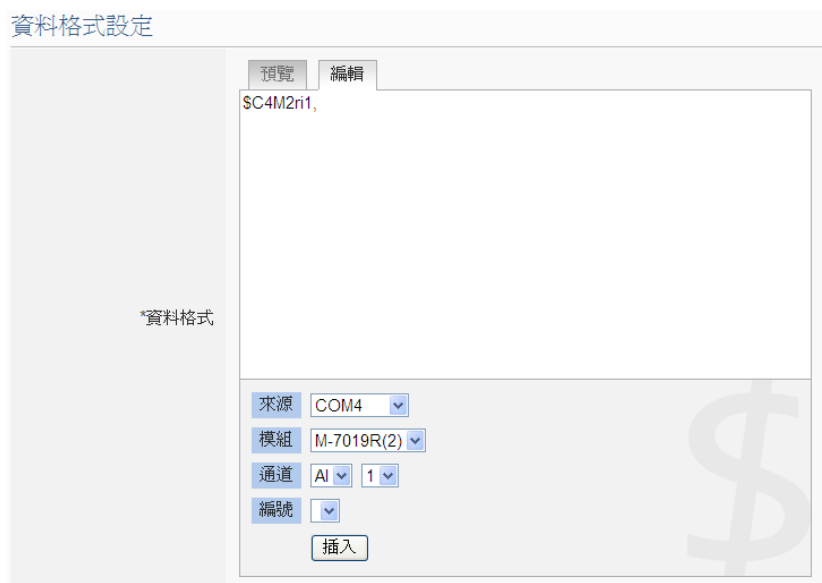 資料格式設定
預覽 編輯
$C4M2ri1,
*資料格式
來源 COM4
模組 M-7019R(2)
通道 AI 1
編號
插入
$